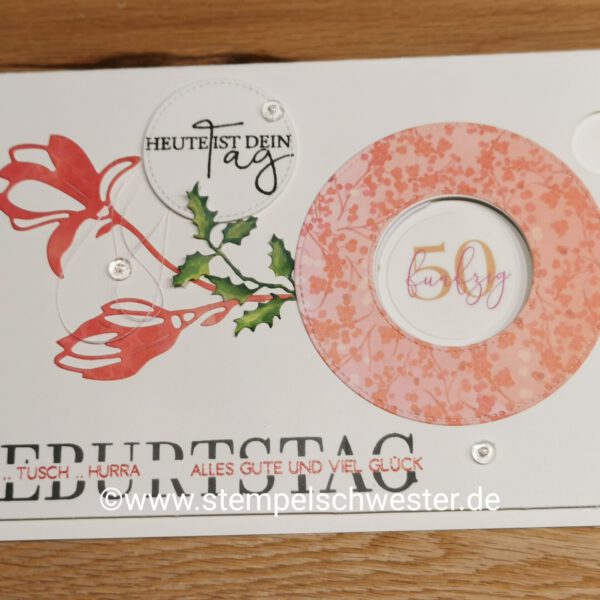 HEUTE IST DEIN
Tag
50
fünfzig
EBURTSTAG
.. TUSCH .. HURRA ALLES GUTE UND VIEL GLÜCK
©www.stempelschwester.de